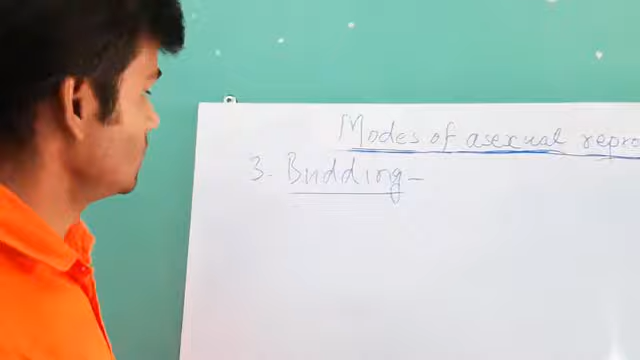 Modes of asexual repro
3. Budding-